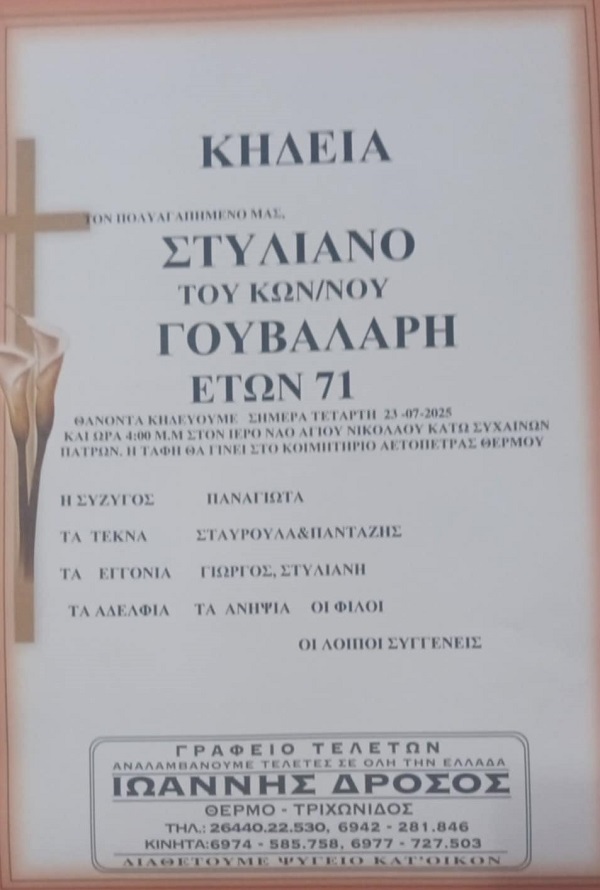 ΚΗΔΕΙΑ
ΤΟΝ ΠΟΛΥΑΓΑΠΗΜΕΝΟ ΜΑΣ,
ΣΤΥΛΙΑΝΟ
ΤΟΥ ΚΩΝ/ΝΟΥ
ΓΟΥΒΑΛΑΡΗ
ΕΤΩΝ 71
ΘΑΝΟΝΤΑ ΚΗΔΕΥΟΥΜΕ ΣΗΜΕΡΑ ΤΕΤΑΡΤΗ 23 -07-2025
ΚΑΙ ΩΡΑ 4:00 Μ.Μ ΣΤΟΝ ΙΕΡΟ ΝΑΟ ΑΓΙΟΥ ΝΙΚΟΛΑΟΥ ΚΑΤΩ ΣΥΧΑΙΝΩΝ
ΠΑΤΡΩΝ. Η ΤΑΦΗ ΘΑ ΓΙΝΕΙ ΣΤΟ ΚΟΙΜΗΤΗΡΙΟ ΑΕΤΟΠΕΤΡΑΣ ΘΕΡΜΟΥ
Η ΣΥΖΥΓΟΣ ΠΑΝΑΓΙΩΤΑ
ΤΑ ΤΕΚΝΑ ΣΤΑΥΡΟΥΛΑ&ΠΑΝΤΑΖΗΣ
ΤΑ ΕΓΓΟΝΙΑ ΓΙΩΡΓΟΣ, ΣΤΥΛΙΑΝΗ
ΤΑ ΑΔΕΛΦΙΑ ΤΑ ΑΝΗΨΙΑ ΟΙ ΦΙΛΟΙ
ΟΙ ΛΟΙΠΟΙ ΣΥΓΓΕΝΕΙΣ
ΓΡΑΦΕΙΟ ΤΕΛΕΤΩΝ
ΑΝΑΛΑΜΒΑΝΟΥΜΕ ΤΕΛΕΤΕΣ ΣΕ ΟΛΗ ΤΗΝ ΕΛΛΑΔΑ
ΙΩΑΝΝΗΣ ΔΡΟΣΟΣ
ΘΕΡΜΟ - ΤΡΙΧΩΝΙΔΟΣ
ΤΗΛ.: 26440.22.530, 6942 - 281.846
ΚΙΝΗΤΑ:6974 - 585.758, 6977 - 727.503
ΔΙΑΘΕΤΟΥΜΕ ΨΥΓΕΙΟ ΚΑΤ'ΟΙΚΟΝ